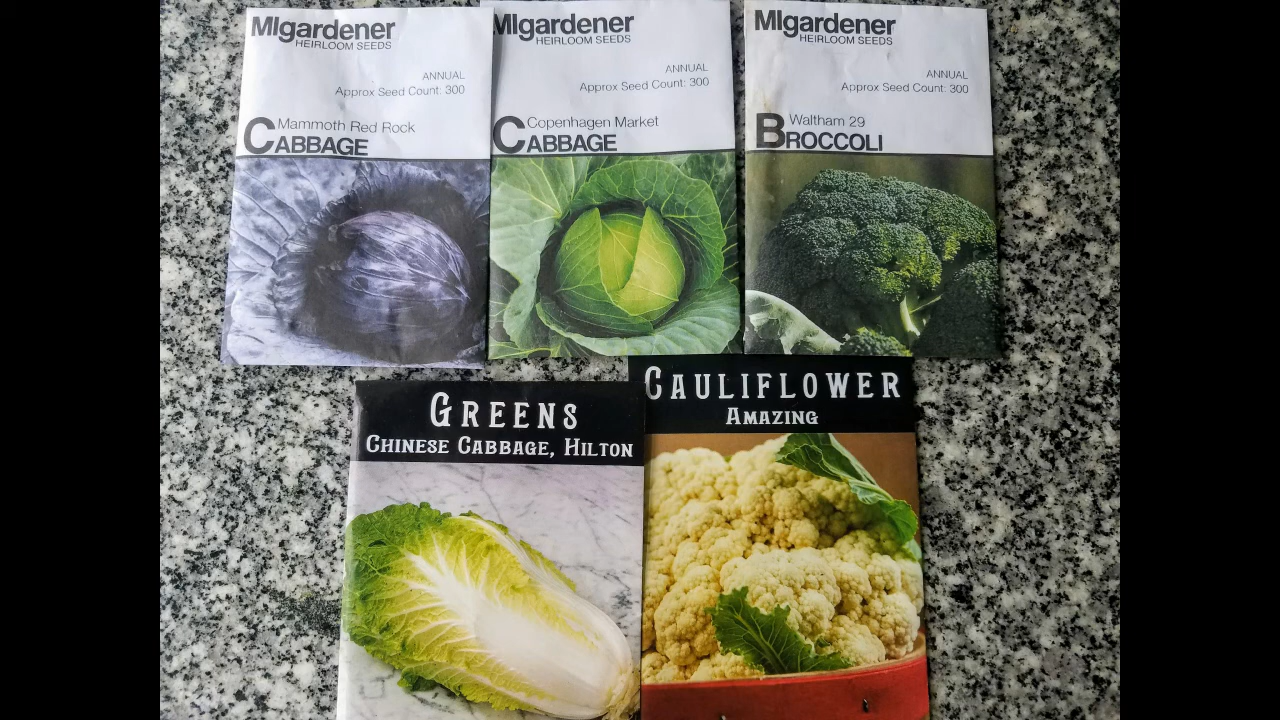 MIgardener
HEIRLOOM SEEDS
ANNUAL
Approx Seed Count: 300
Mammoth Red Rock
CABBAGE
MIgardener
HEIRLOOM SEEDS
ANNUAL
Approx Seed Count: 300
Copenhagen Market
CABBAGE
MIgardener
HEIRLOOM SEEDS
ANNUAL
Approx Seed Count: 300
Waltham 29
BROCCOLI
GREENS
CHINESE CABBAGE, HILTON
CAULIFLOWER
AMAZING